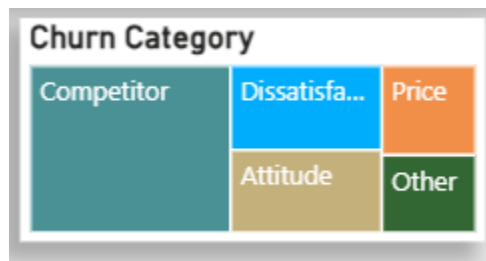 Churn Category
Competitor
Dissatisfa...
Price
Attitude
Other